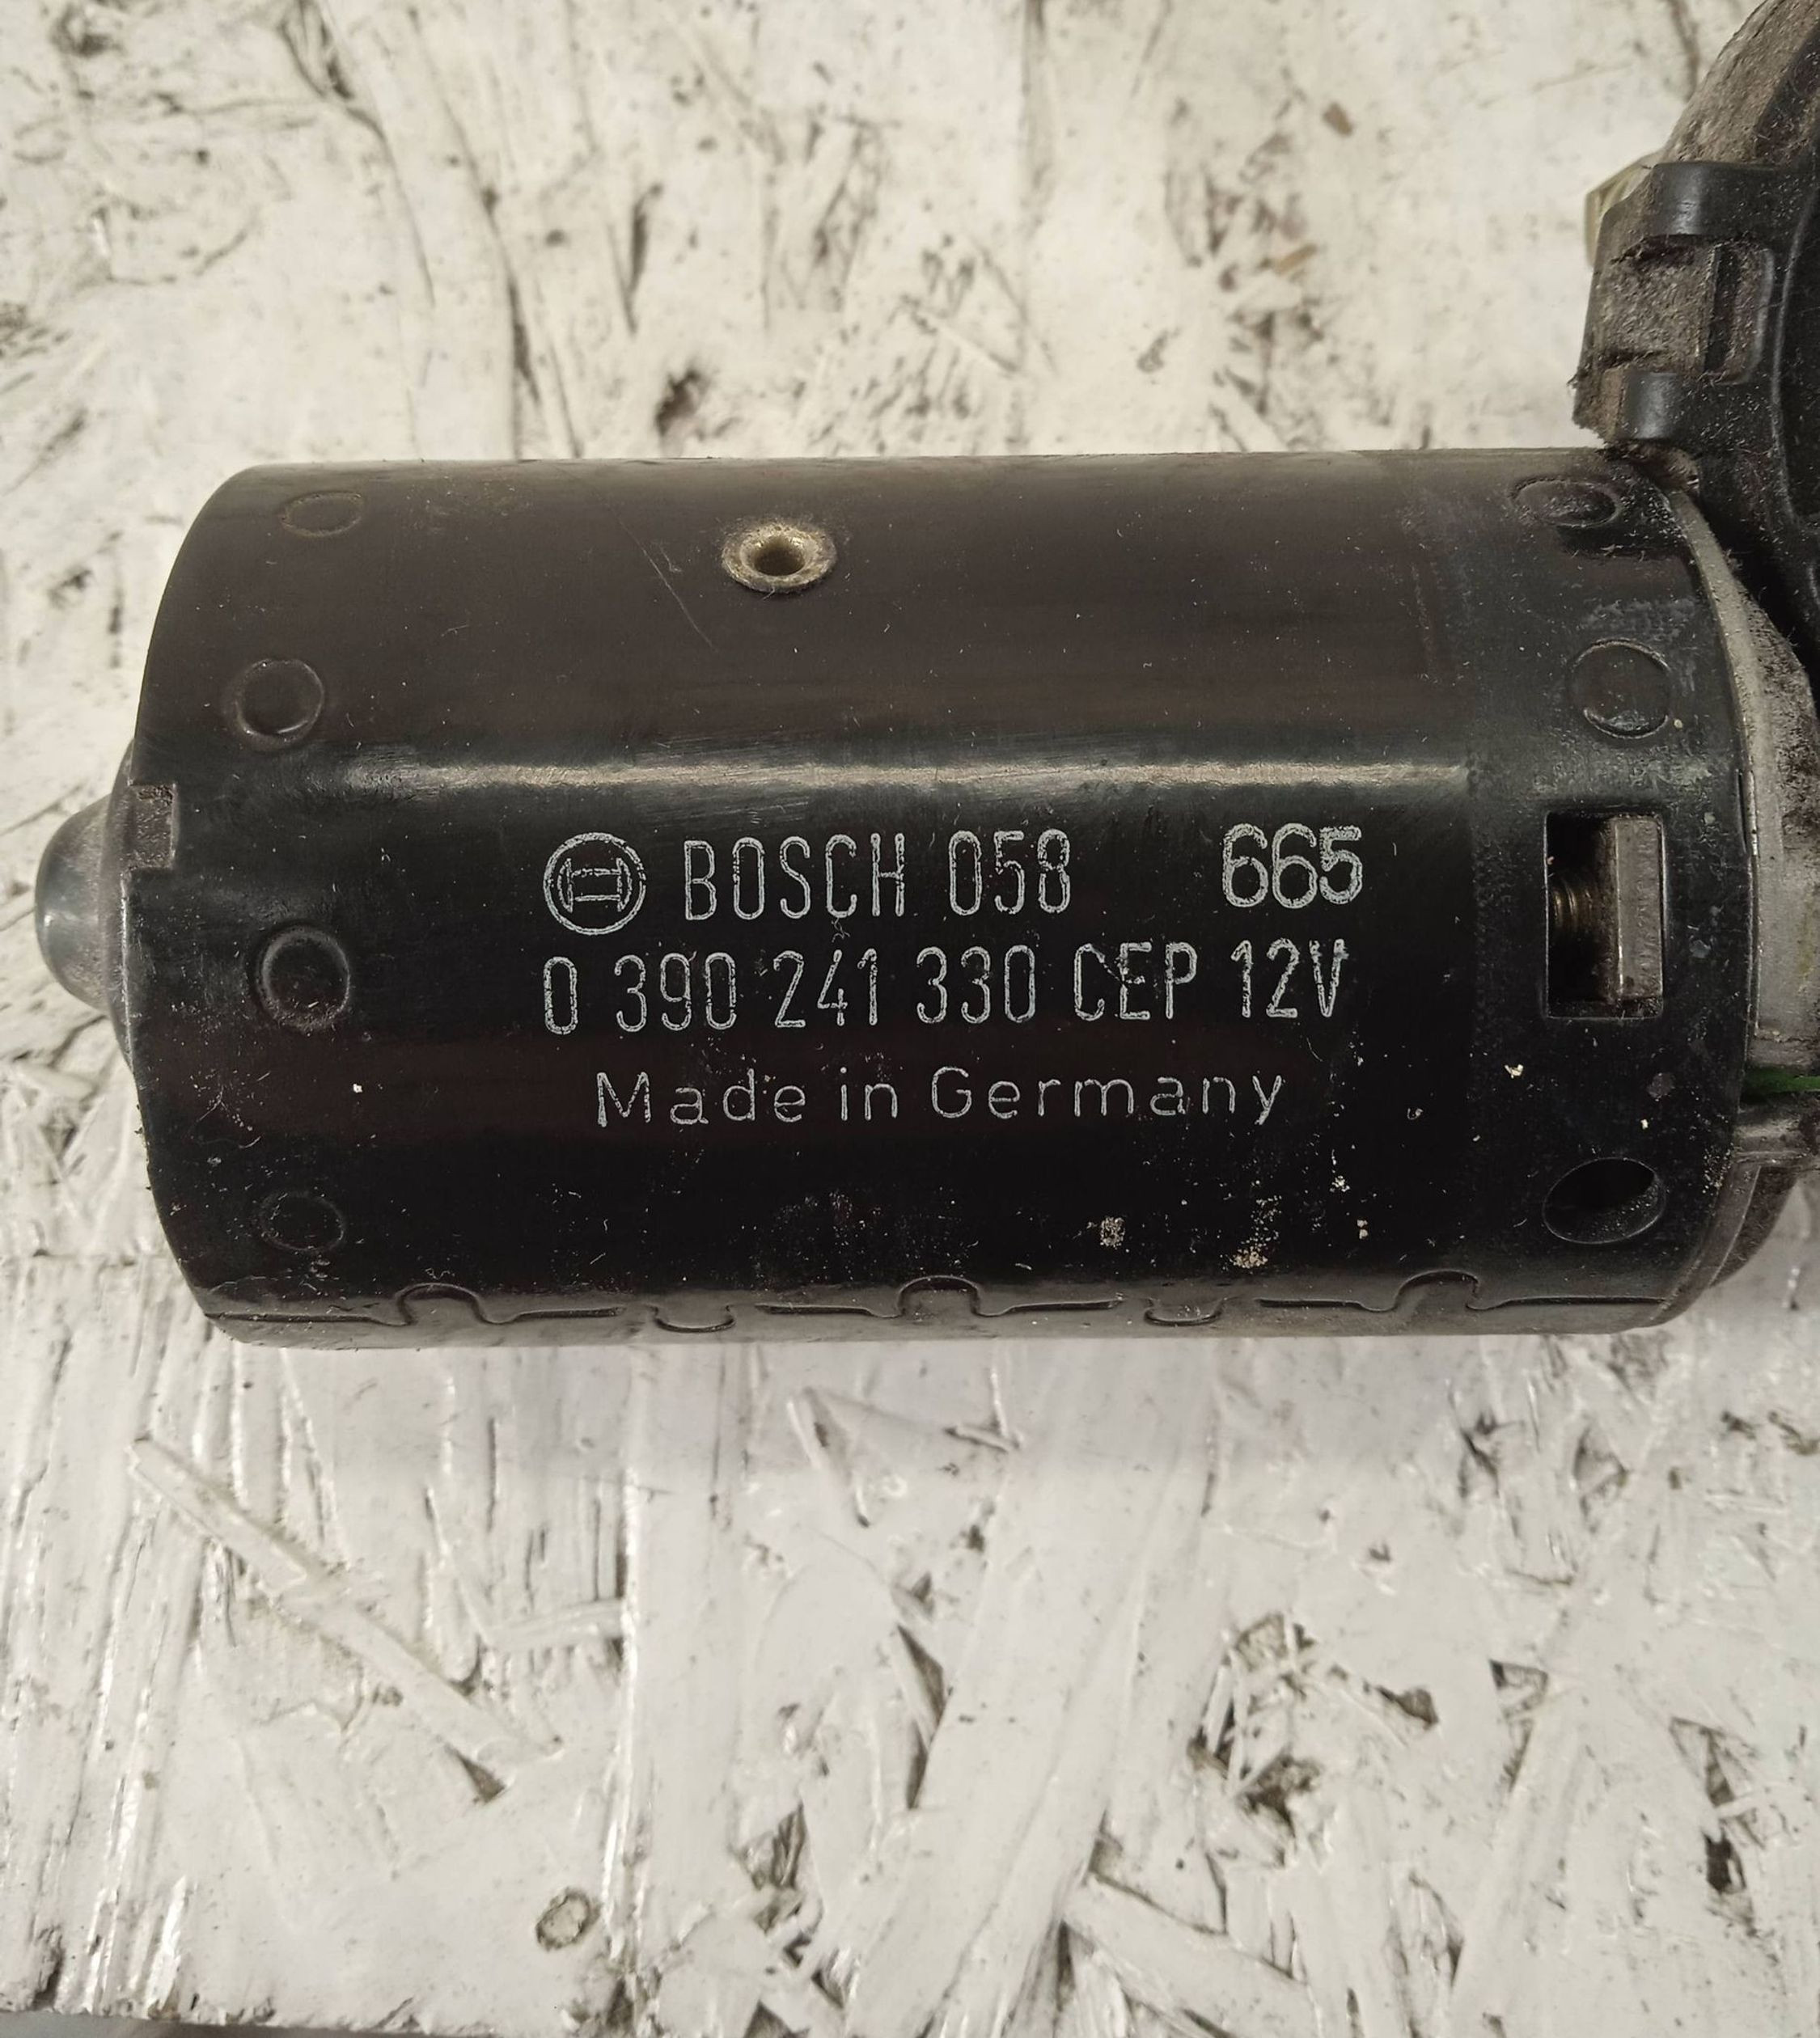 BOSCH 058 665
0 390 241 330 CEP 12V
Made in Germany